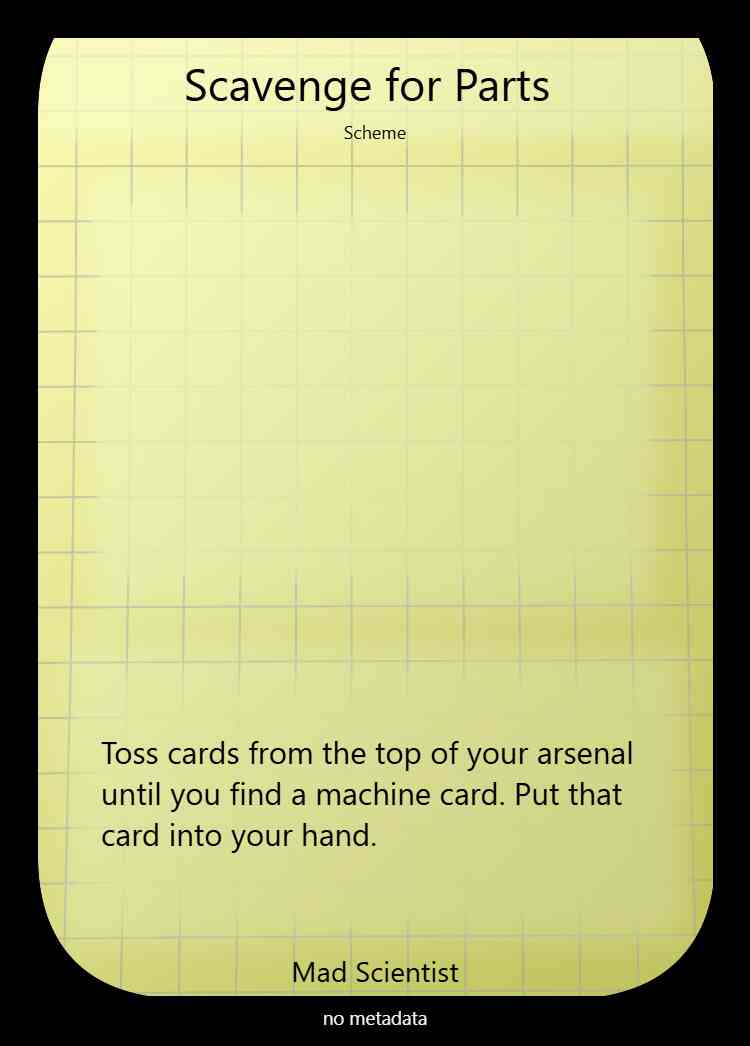 Scavenge for Parts
Scheme
Toss cards from the top of your arsenal
until you find a machine card. Put that
card into your hand.
Mad Scientist
no metadata